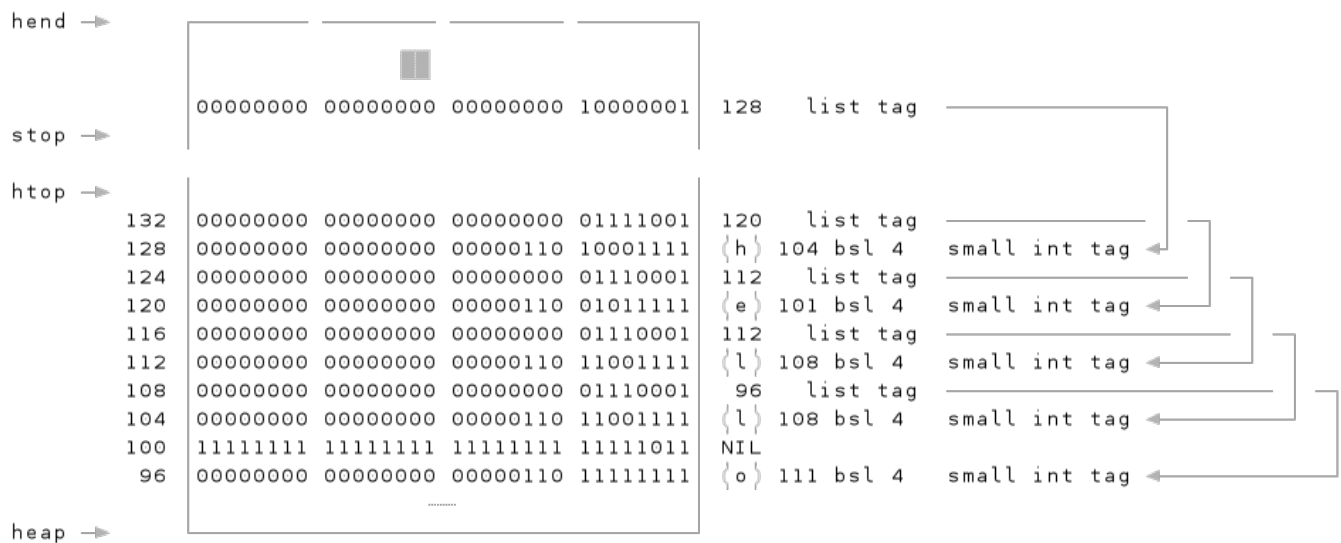 hend
00000000 00000000 00000000 10000001 128 list tag
stop
htop
132 00000000 00000000 00000000 01111001 120 list tag
128 00000000 00000000 00000110 10001111 (h) 104 bsl 4 small int tag
124 00000000 00000000 00000000 01110001 112 list tag
120 00000000 00000000 00000110 01011111 (e) 101 bsl 4 small int tag
116 00000000 00000000 00000000 01110001 112 list tag
112 00000000 00000000 00000110 11001111 (l) 108 bsl 4 small int tag
108 00000000 00000000 00000000 01110001 96 list tag
104 00000000 00000000 00000110 11001111 (l) 108 bsl 4 small int tag
100 11111111 11111111 11111111 11111011 NIL
96 00000000 00000000 00000110 11111111 (o) 111 bsl 4 small int tag
heap